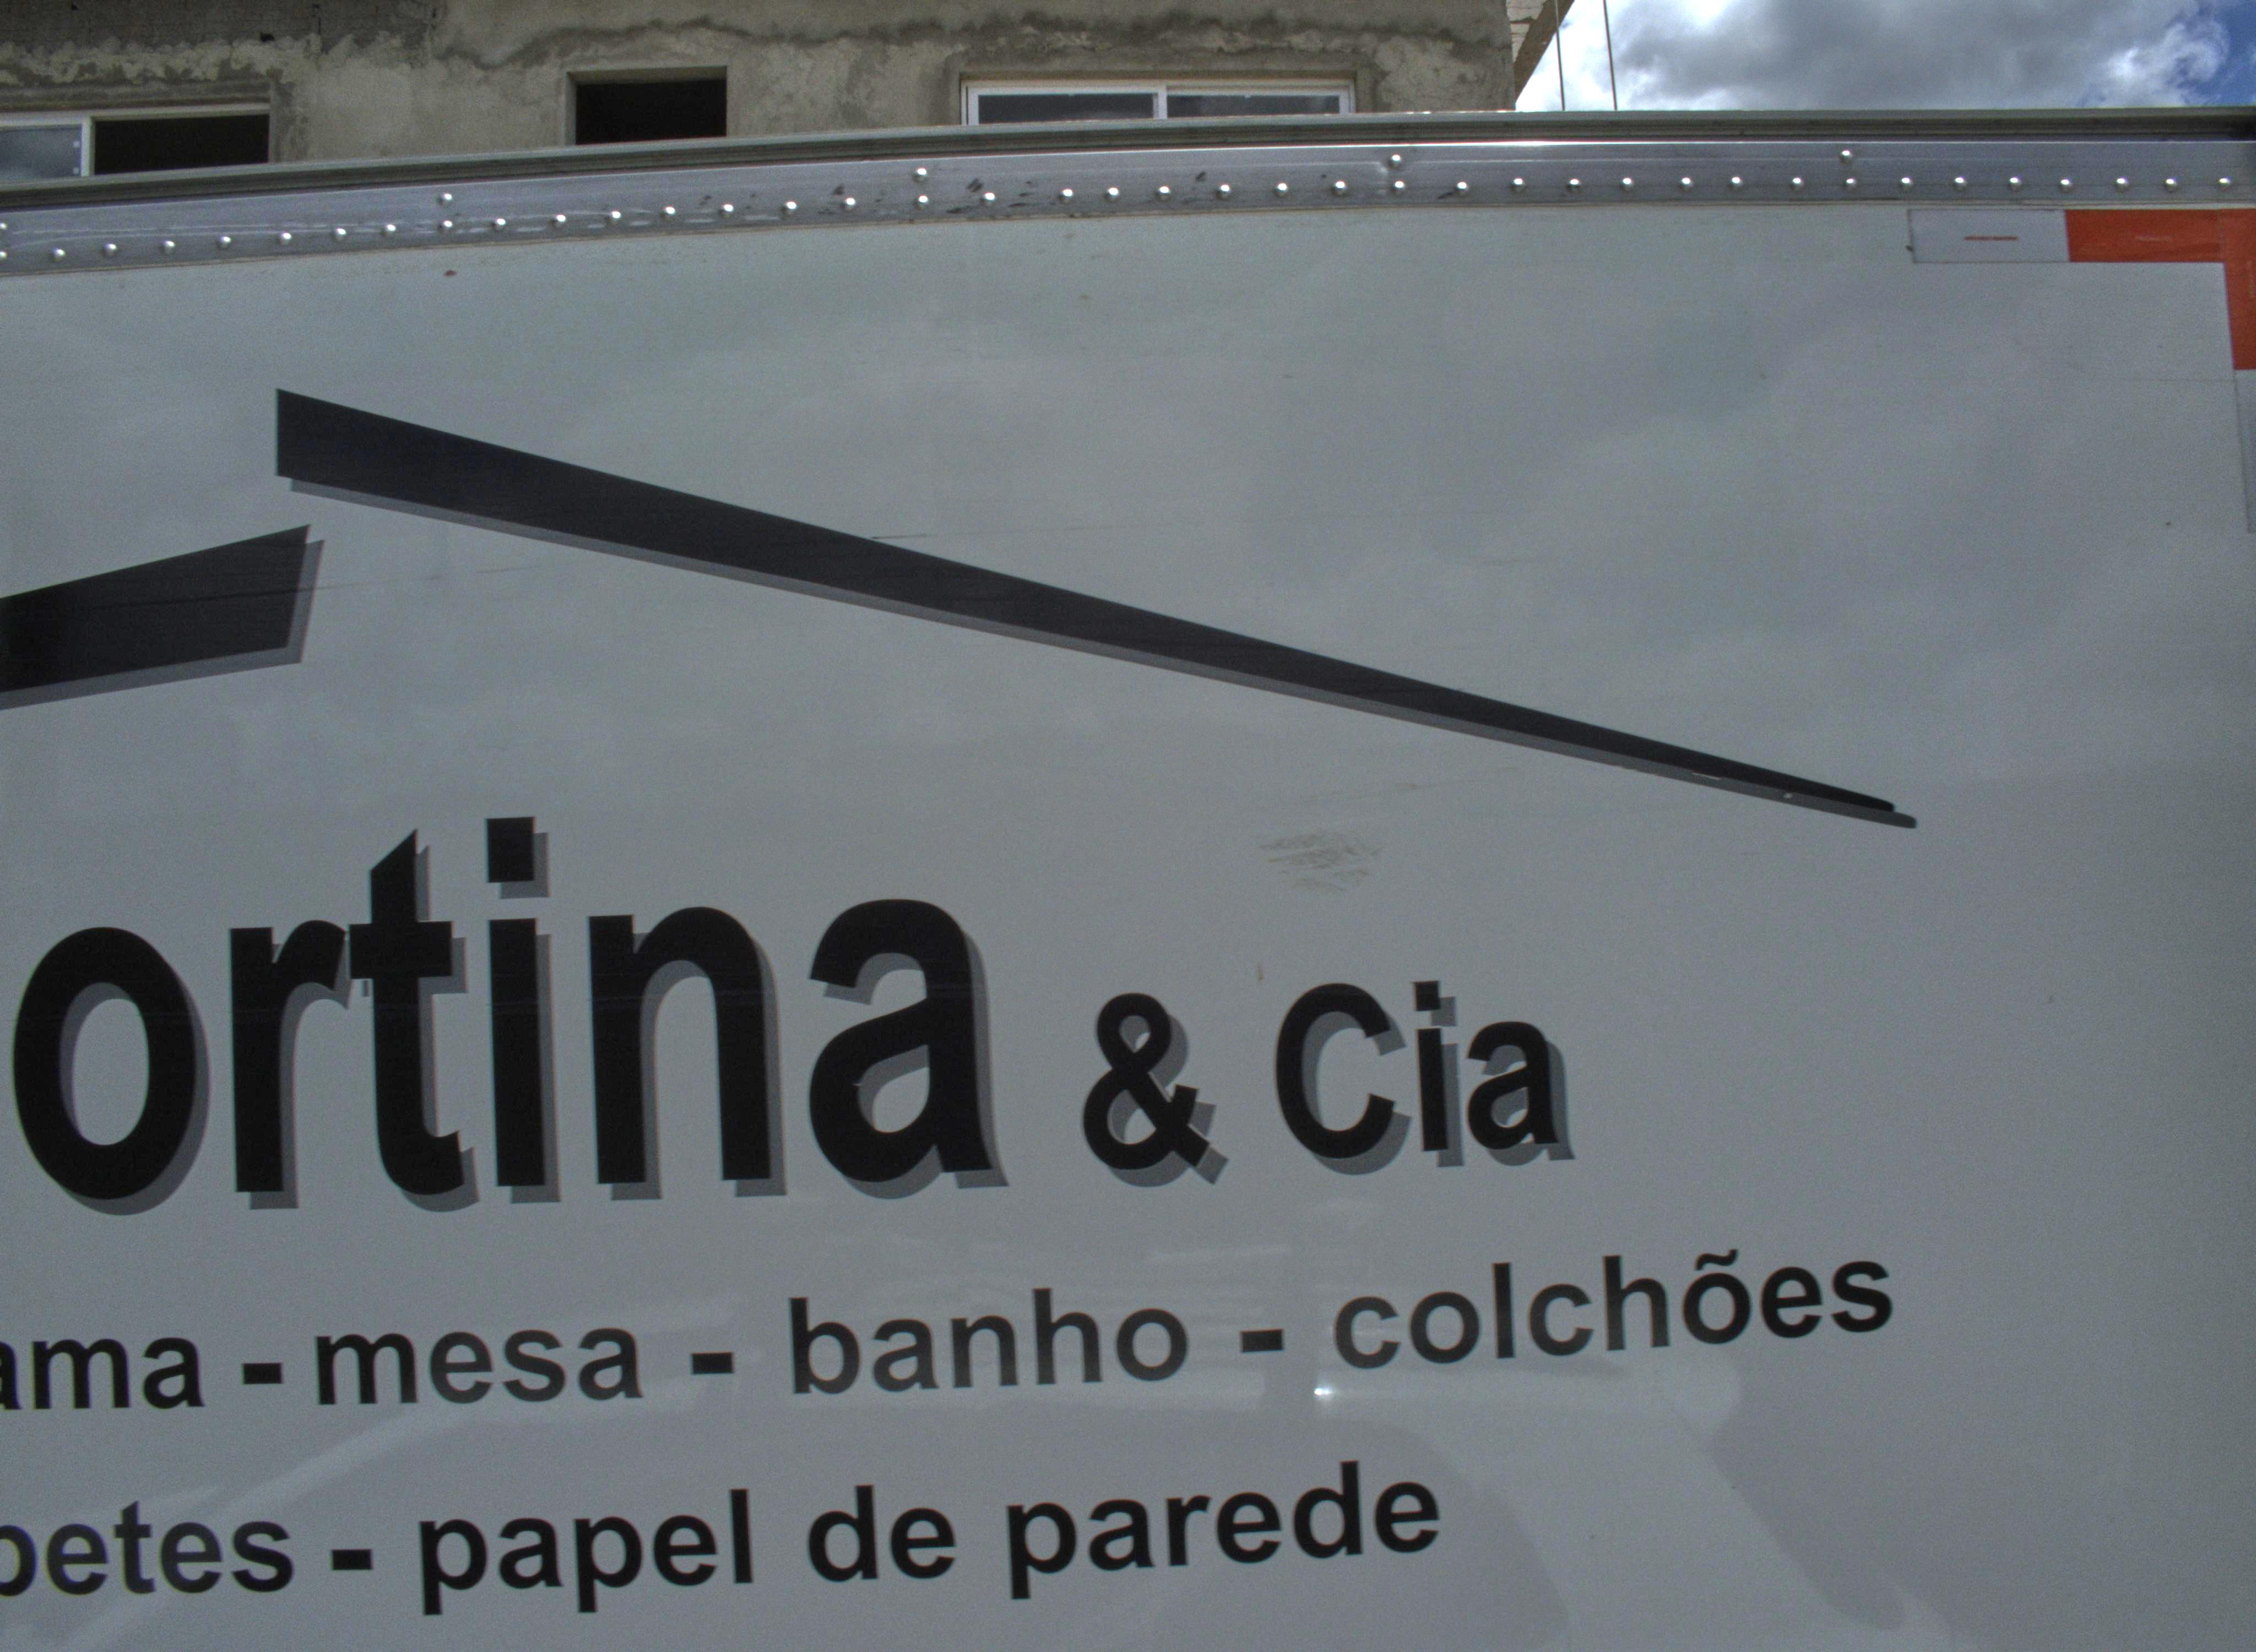 ortina & Cia
ama - mesa - banho - colchões
petes - papel de parede